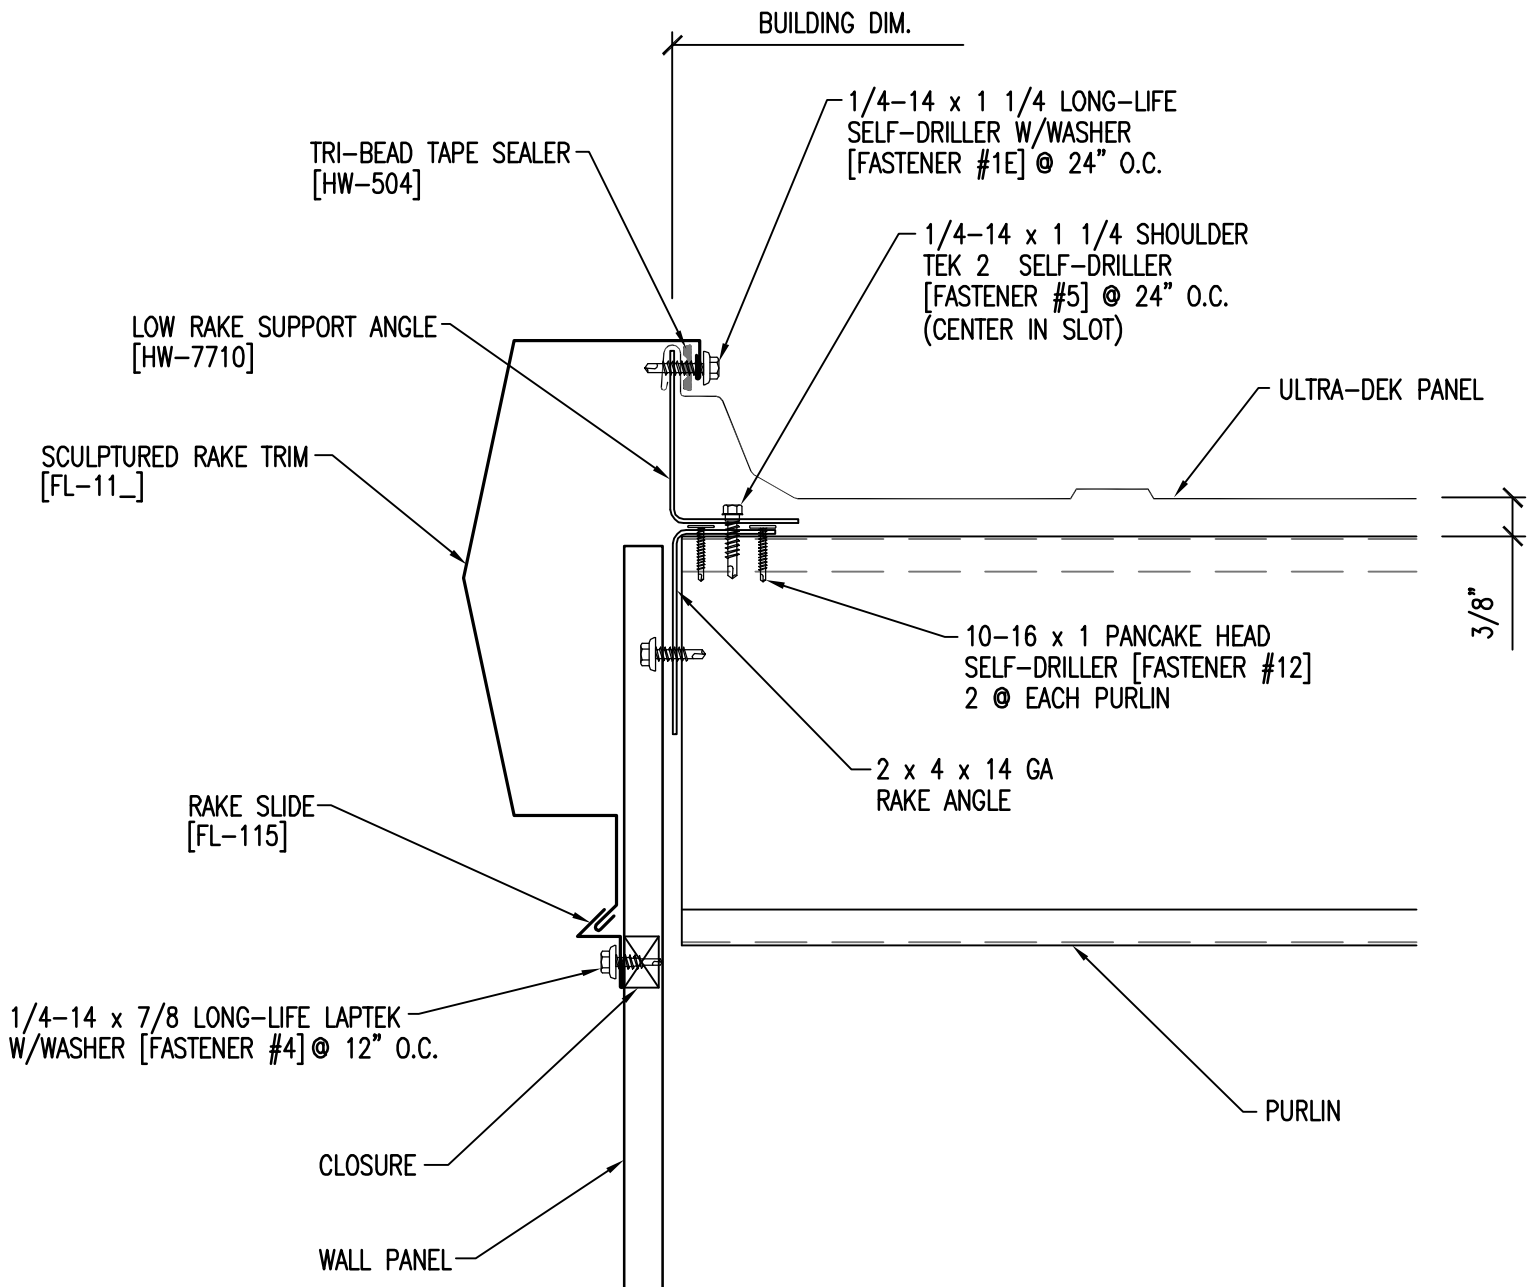 BUILDING DIM.
1/4-14 x 1 1/4 LONG-LIFE
SELF-DRILLER W/WASHER
[FASTENER #1E] @ 24" O.C.
TRI-BEAD TAPE SEALER
[HW-504]
1/4-14 x 1 1/4 SHOULDER
TEK 2 SELF-DRILLER
[FASTENER #5] @ 24" O.C.
(CENTER IN SLOT)
LOW RAKE SUPPORT ANGLE
[HW-7710]
ULTRA-DEK PANEL
SCULPTURED RAKE TRIM
[FL-11_]
3/8"
10-16 x 1 PANCAKE HEAD
SELF-DRILLER [FASTENER #12]
2 @ EACH PURLIN
2 x 4 x 14 GA
RAKE ANGLE
RAKE SLIDE
[FL-115]
1/4-14 x 7/8 LONG-LIFE LAPTEK
W/WASHER [FASTENER #4] @ 12" O.C.
PURLIN
CLOSURE
WALL PANEL